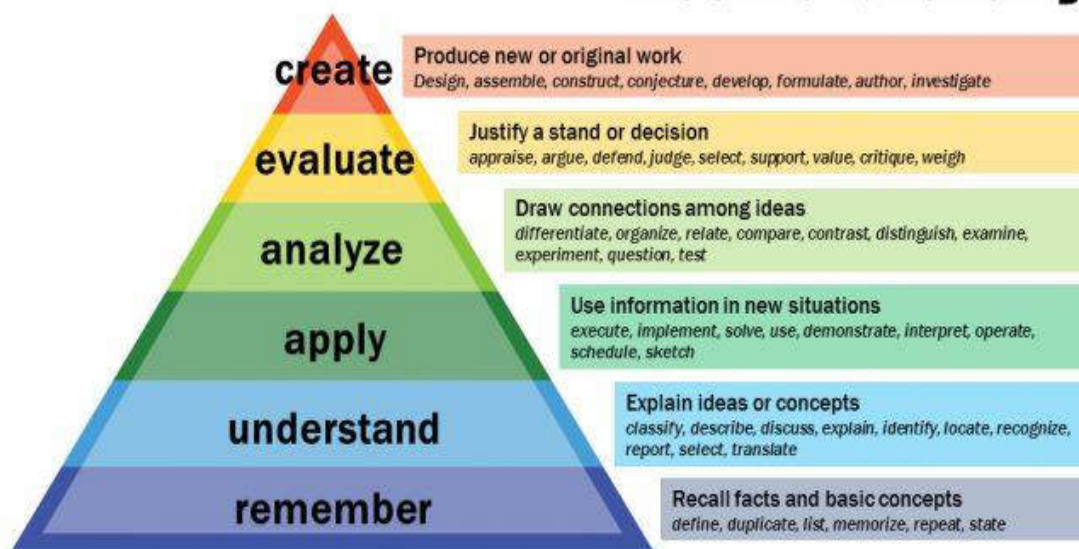 create
Produce new or original work
Design, assemble, construct, conjecture, develop, formulate, author, investigate
evaluate
Justify a stand or decision
appraise, argue, defend, judge, select, support, value, critique, weigh
analyze
Draw connections among ideas
differentiate, organize, relate, compare, contrast, distinguish, examine,
experiment, question, test
apply
Use information in new situations
execute, implement, solve, use, demonstrate, interpret, operate,
schedule, sketch
understand
Explain ideas or concepts
classify, describe, discuss, explain, identify, locate, recognize,
report, select, translate
remember
Recall facts and basic concepts
define, duplicate, list, memorize, repeat, state